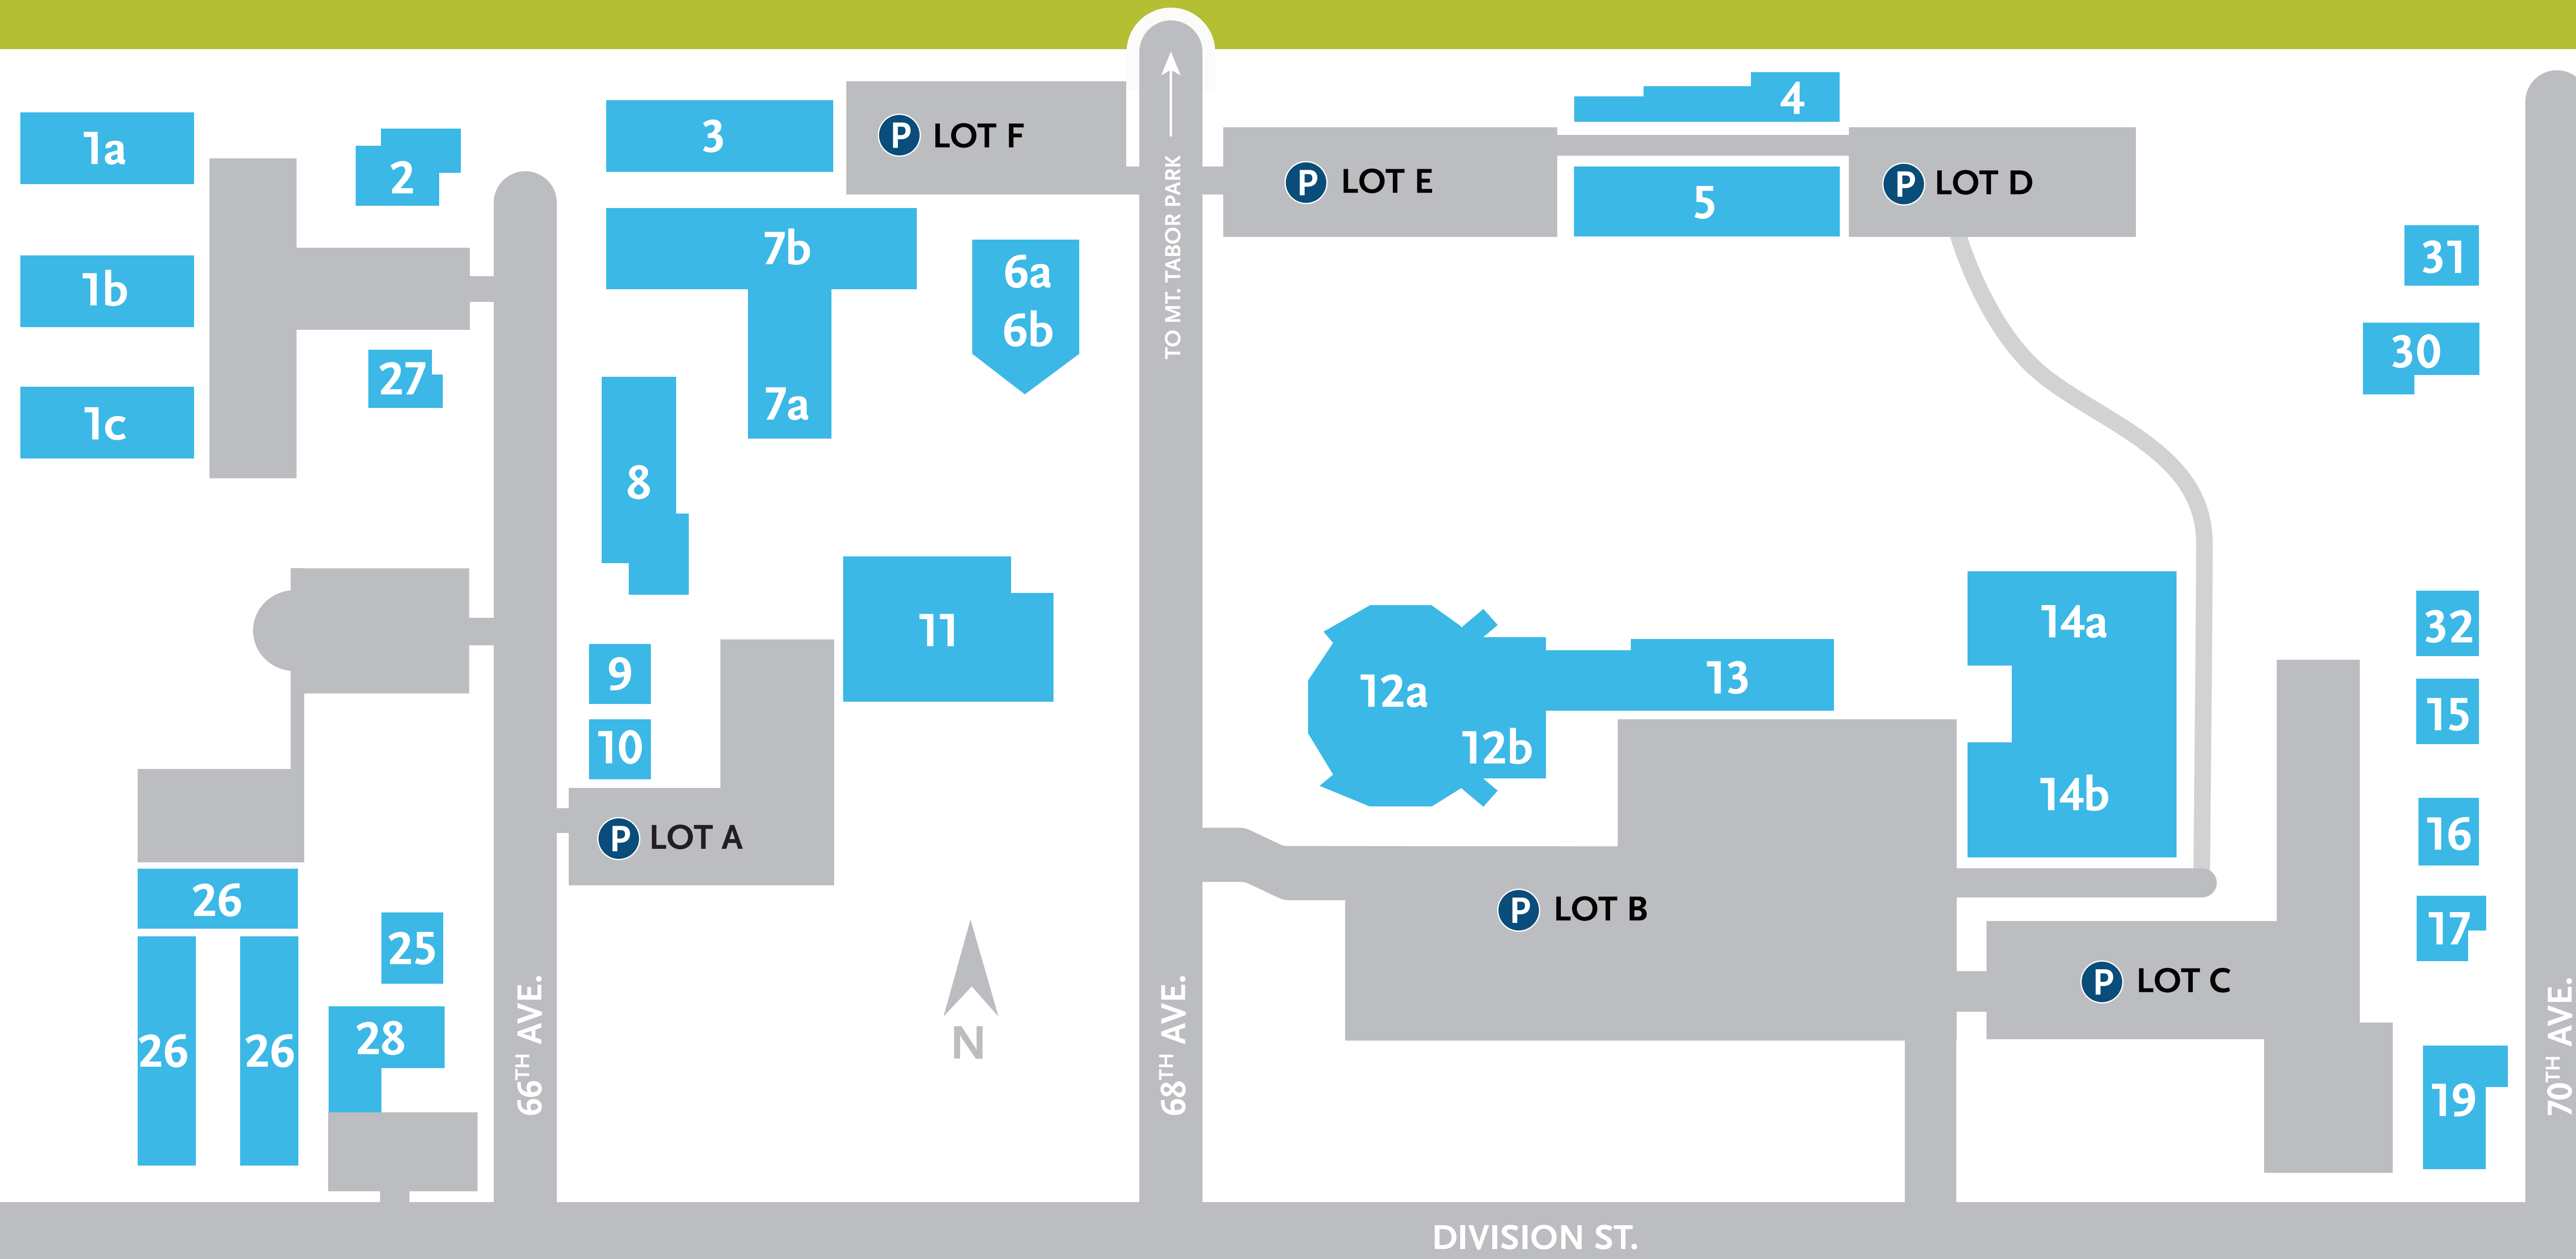 1a
2
3
P LOT F
4
TO MT. TABOR PARK
P LOT E
5
P LOT D
7b
6a
6b
31
1b
27
30
7a
1c
8
11
14a
32
9
12a
13
15
10
12b
14b
16
P LOT A
26
P LOT B
17
25
P LOT C
28
26
26
N
66TH AVE.
68TH AVE.
70TH AVE.
19
DIVISION ST.